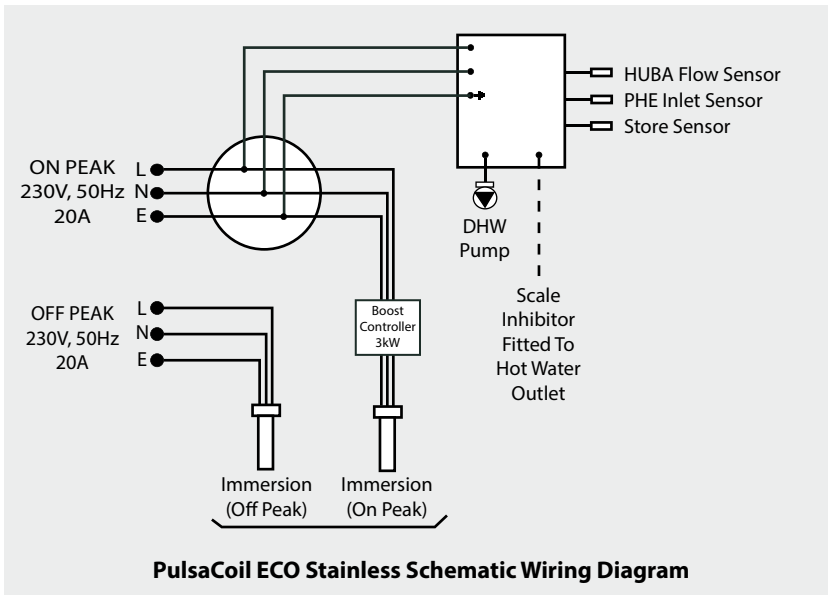 HUBA Flow Sensor
PHE Inlet Sensor
Store Sensor
ON PEAK L
230V, 50Hz N
20A E
DHW
Pump
Scale
Inhibitor
Fitted To
Hot Water
Outlet
OFF PEAK L
230V, 50Hz N
20A E
Boost
Controller
3kW
Immersion
(Off Peak)
Immersion
(On Peak)
PulsaCoil ECO Stainless Schematic Wiring Diagram